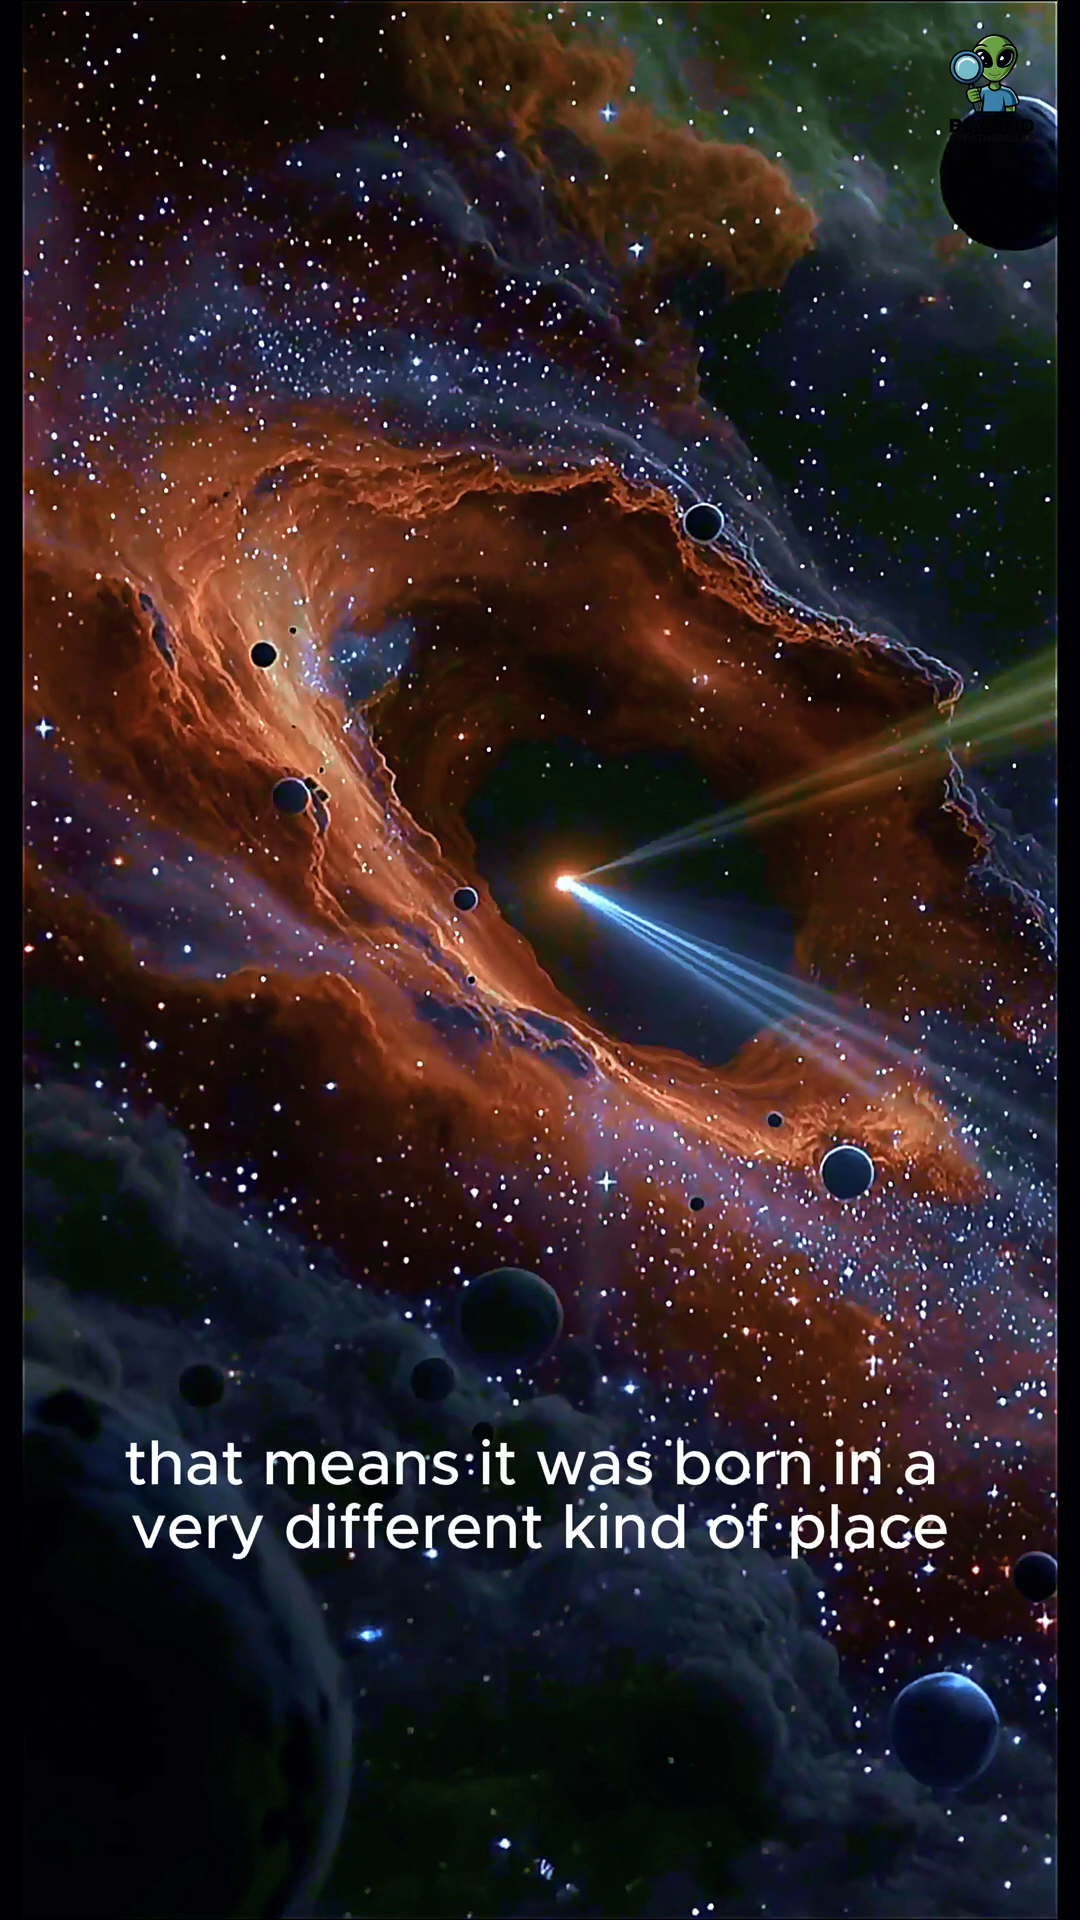 that means it was born in a
very different kind of place